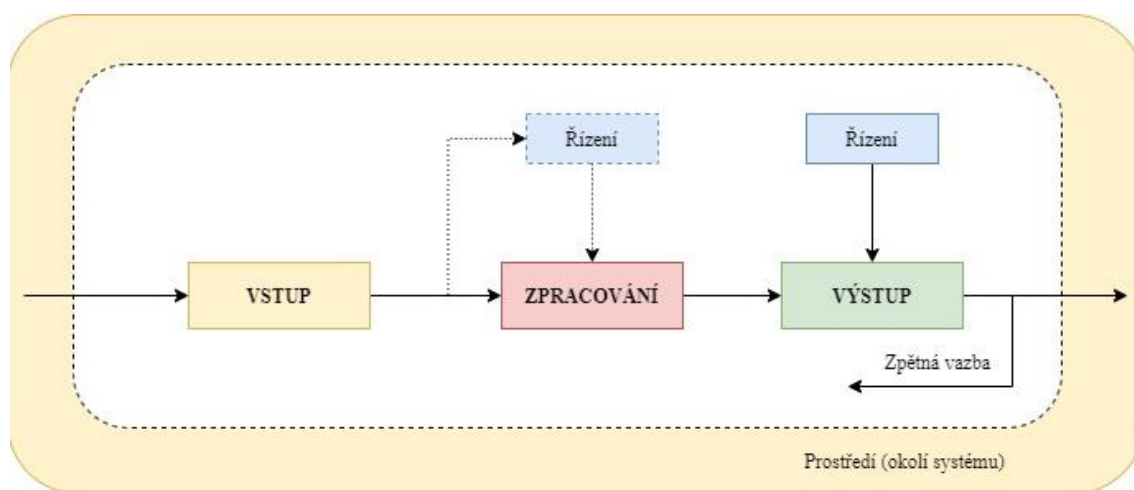 Řízení
Řízení
VSTUP
ZPRACOVÁNÍ
VÝSTUP
Zpětná vazba
Prostředí (okolí systému)